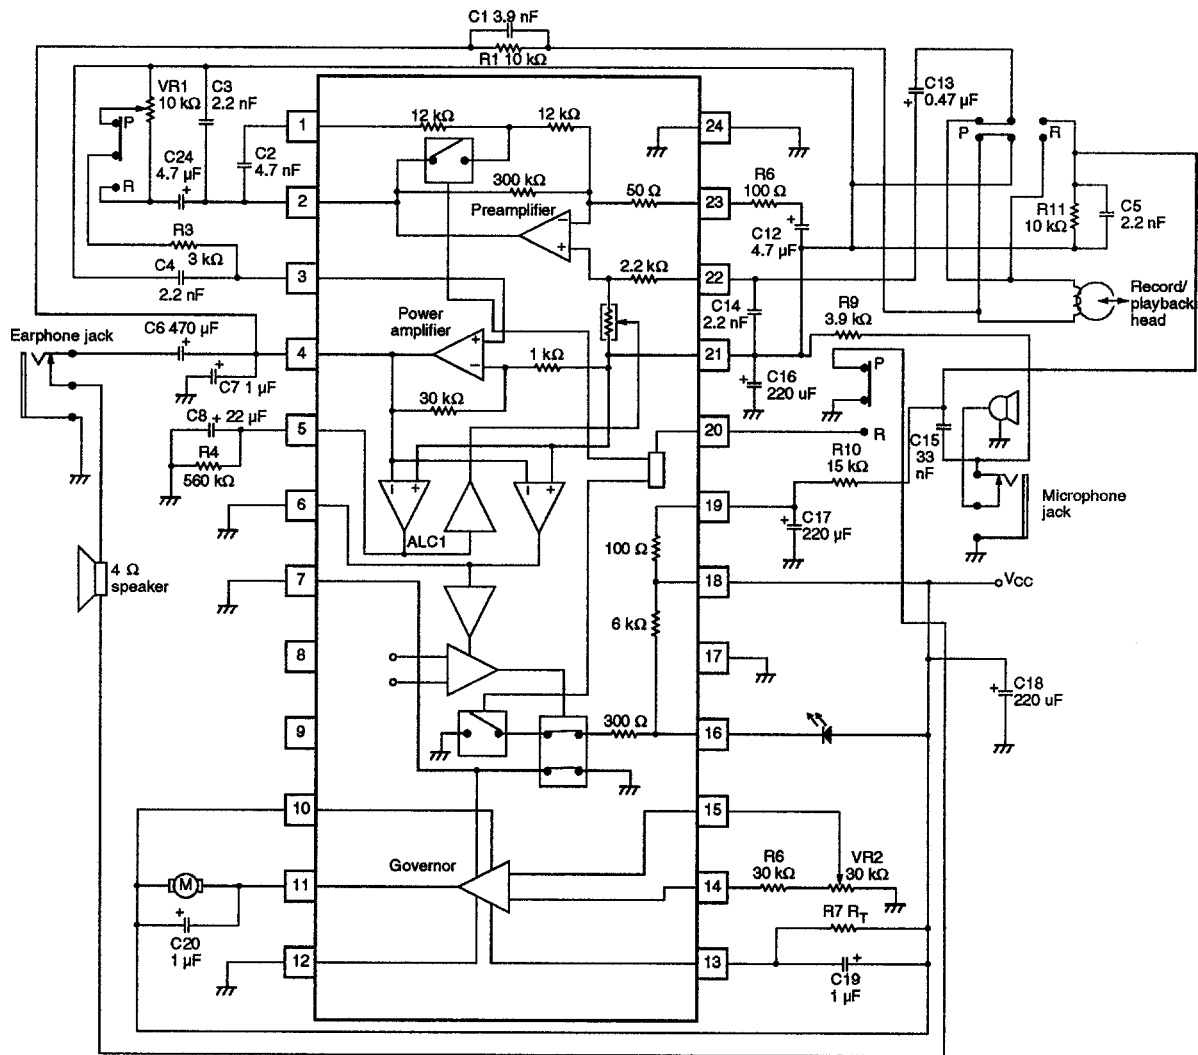 C1 3.9 nF
R1 10 kΩ
VR1
10 kΩ
C3
2.2 nF
P
R
C24
4.7 µF
+
C2
4.7 nF
R3
3 kΩ
C4
2.2 nF
1
2
3
12 kΩ
12 kΩ
300 kΩ
Preamplifier
−
+
50 Ω
2.2 kΩ
24
23
22
R6
100 Ω
+
C12
4.7 µF
C13
0.47 µF
+
P
R
R11
10 kΩ
C5
2.2 nF
Record/
playback
head
Earphone jack
C6 470 µF
+
C7 1 µF
+
4
Power
amplifier
+
−
1 kΩ
30 kΩ
21
C14
2.2 nF
+
C16
220 uF
R9
3.9 kΩ
P
R
C8
+
22 µF
R4
560 kΩ
5
6
7
8
9
−
+
−
+
ALC1
20
19
R10
15 kΩ
C15
33
nF
+
C17
220 µF
Microphone
jack
4 Ω
speaker
100 Ω
6 kΩ
18
VCC
17
+
C18
220 uF
300 Ω
16
10
11
12
M
+
C20
1 µF
Governor
15
14
13
R6
30 kΩ
VR2
30 kΩ
R7 RT
+
C19
1 µF